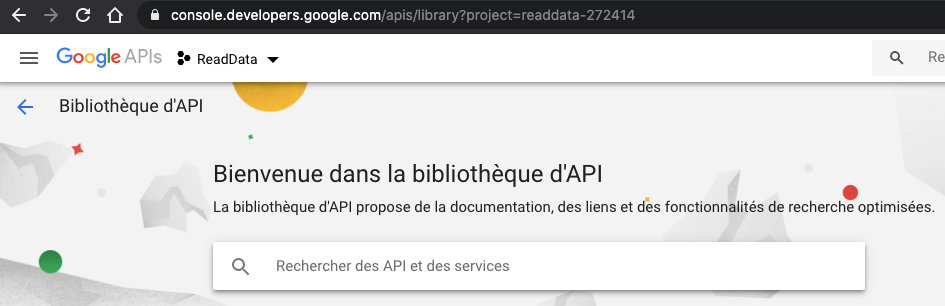 console.developers.google.com/apis/library?project=readdata-272414
Google APIs ReadData Re
Bibliothèque d'API
Bienvenue dans la bibliothèque d'API
La bibliothèque d'API propose de la documentation, des liens et des fonctionnalités de recherche optimisées.
Rechercher des API et des services